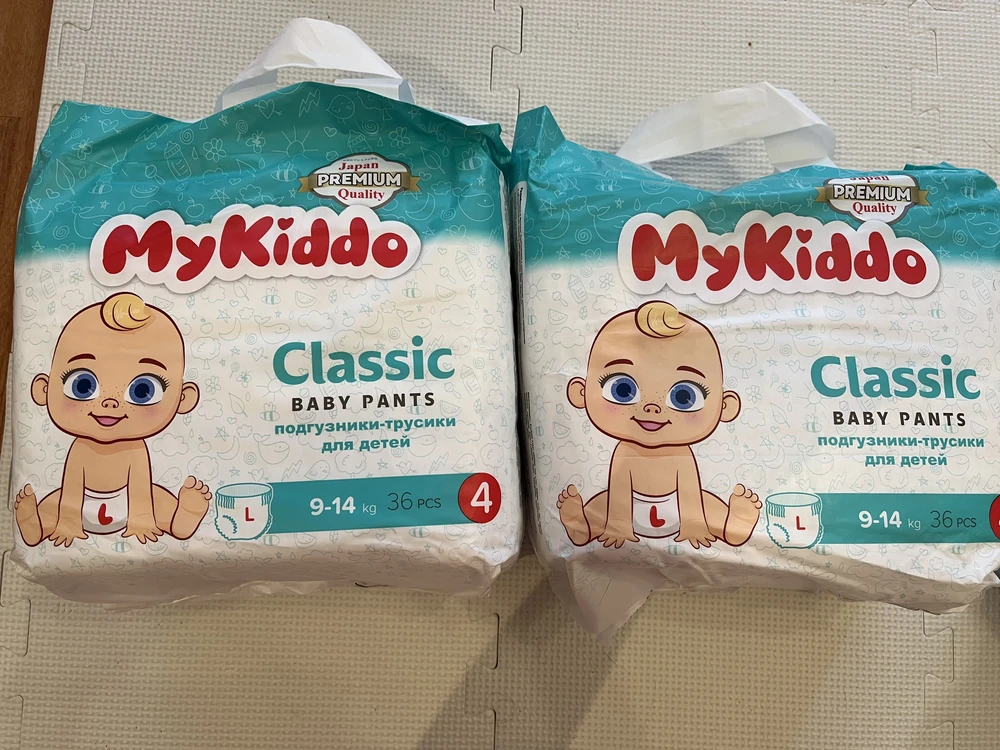 Japan
PREMIUM
Quality
MyKiddo
Classic
BABY PANTS
подгузники-трусики
для детей
L
L
9-14 kg 36 PCS
4
Japan
PREMIUM
Quality
MyKiddo
Classic
BABY PANTS
подгузники-трусики
для детей
L
L
9-14 kg 36 PCS